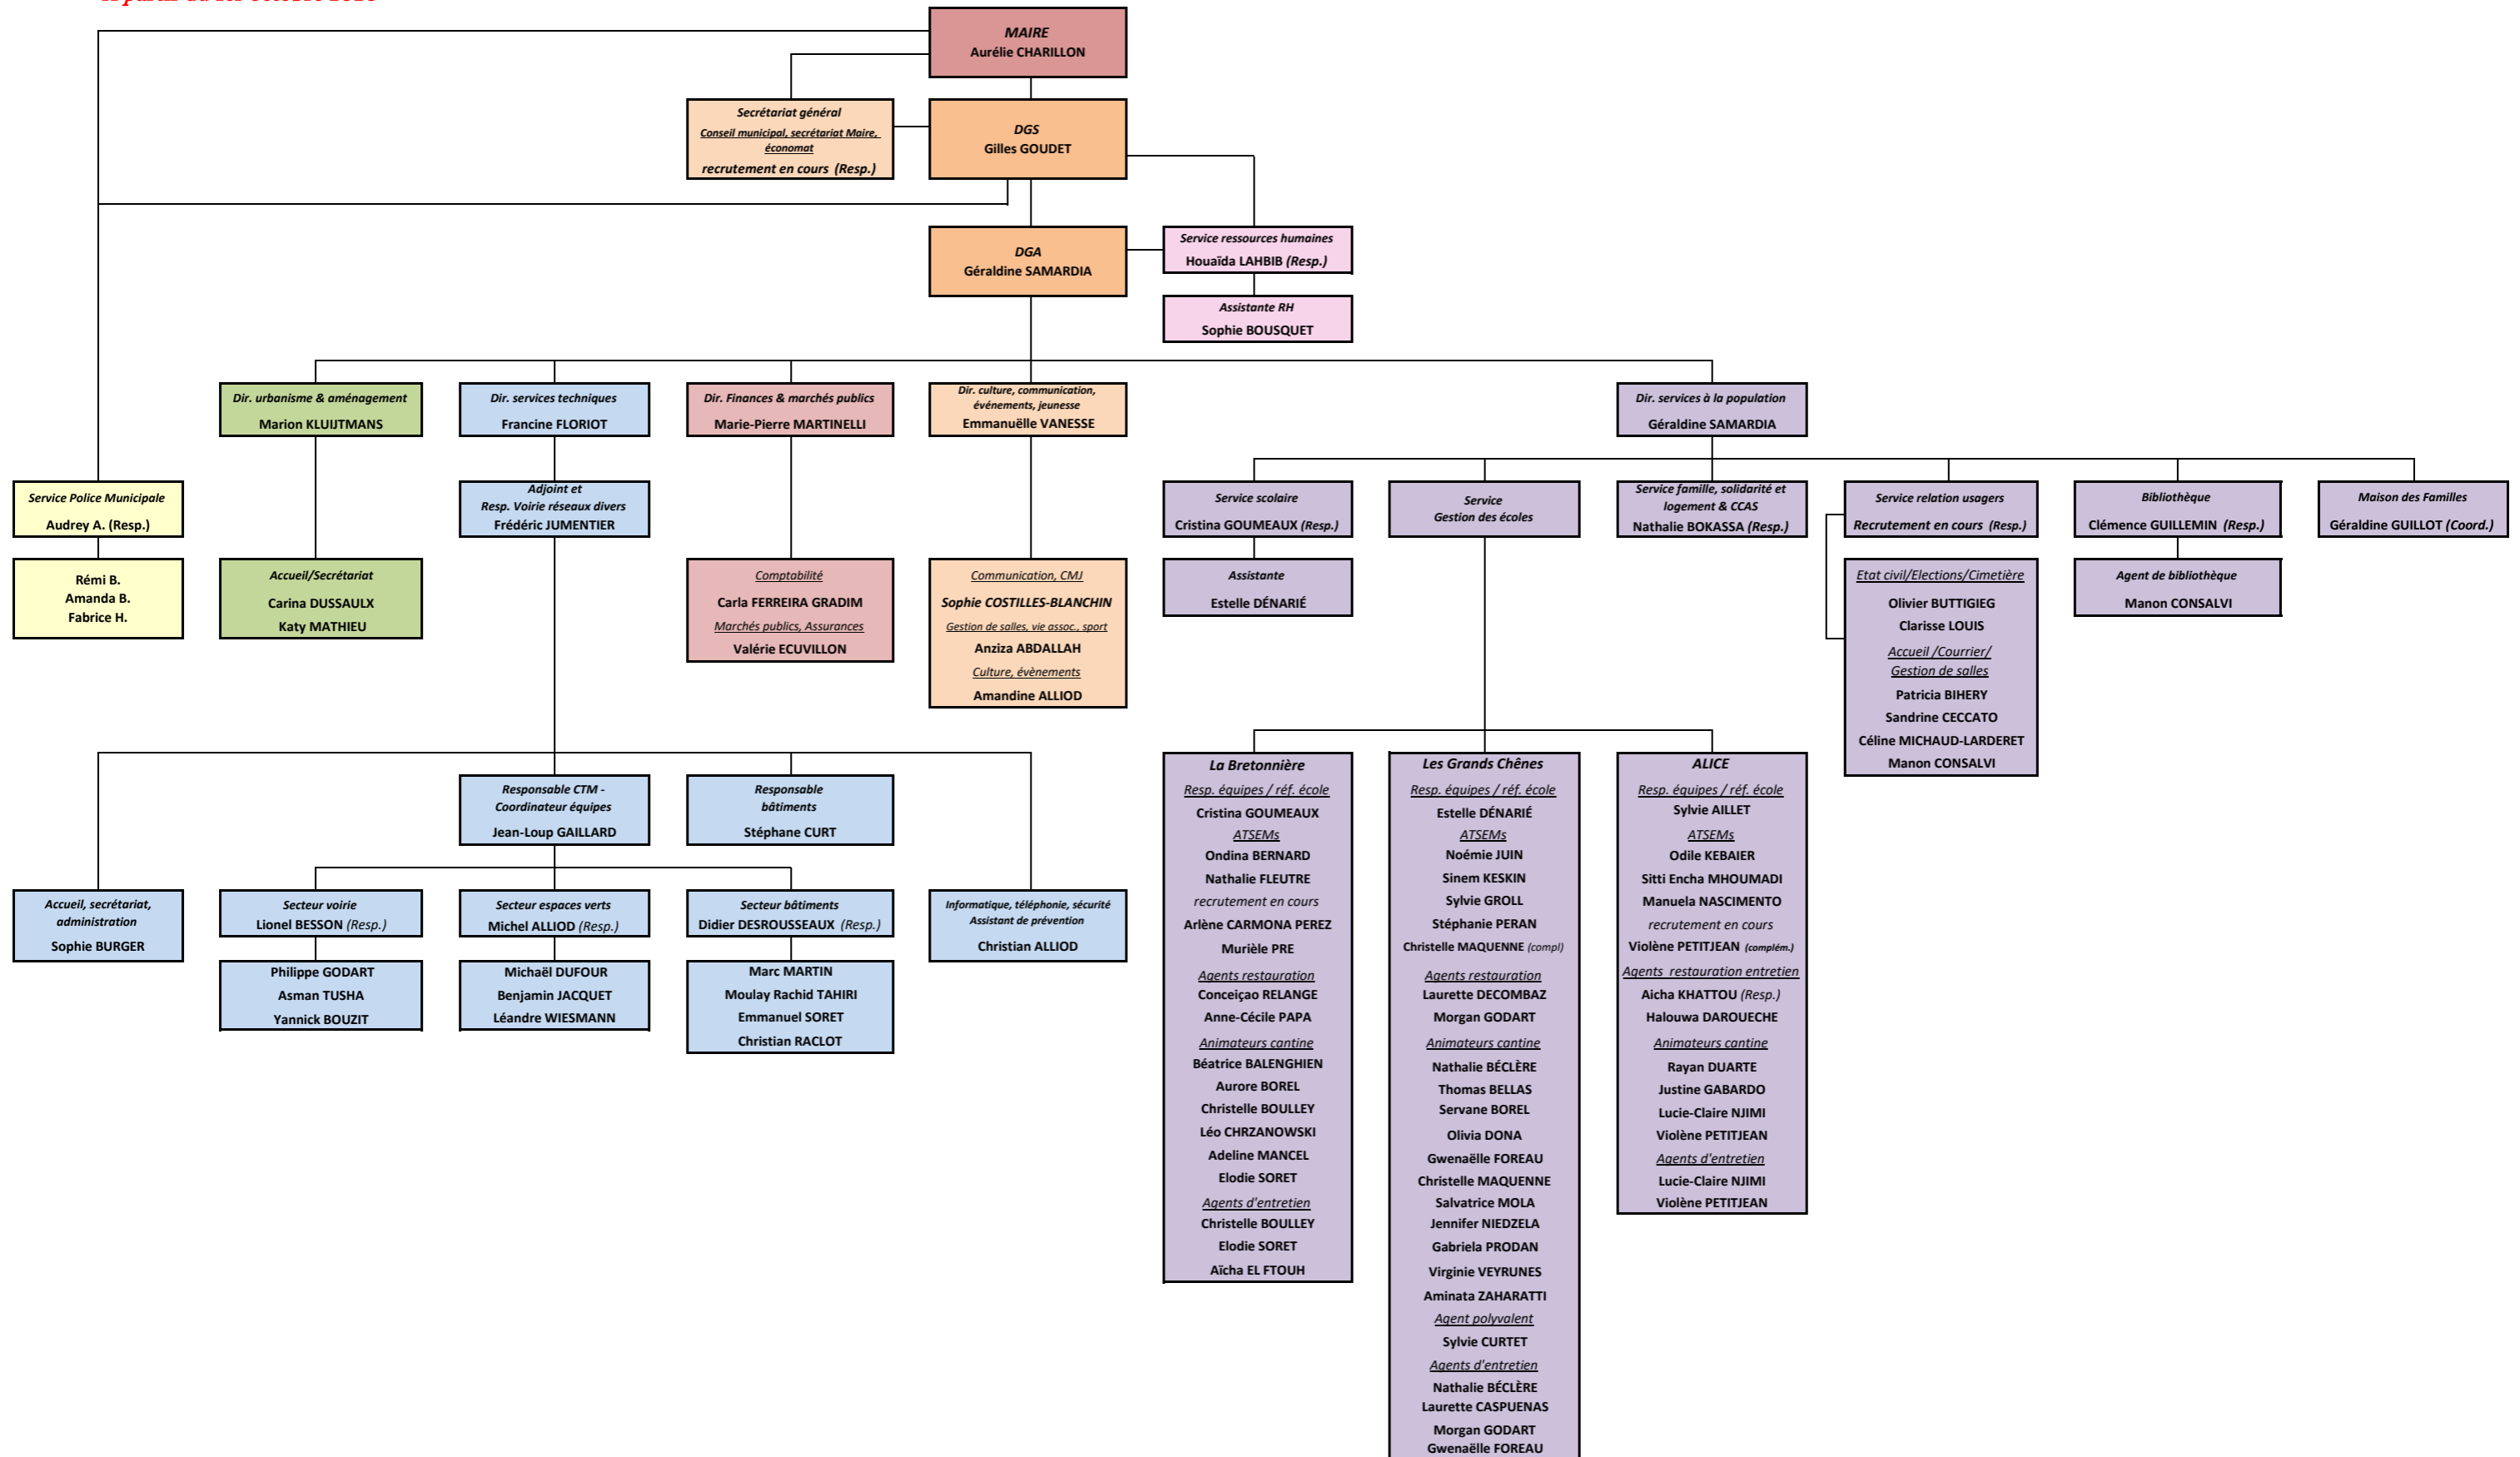 MAIRE
Aurélie CHARILLON
Secrétariat général
Conseil municipal, secrétariat Maire,
économat
recrutement en cours (Resp.)
DGS
Gilles GOUDET
DGA
Géraldine SAMARDIA
Service ressources humaines
Houaïda LAHBIB (Resp.)
Assistante RH
Sophie BOUSQUET
Dir. urbanisme & aménagement
Marion KLUIJTMANS
Dir. services techniques
Francine FLORIOT
Dir. Finances & marchés publics
Marie-Pierre MARTINELLI
Dir. culture, communication,
événements, jeunesse
Emmanuëlle VANESSE
Dir. services à la population
Géraldine SAMARDIA
Service Police Municipale
Audrey A. (Resp.)
Adjoint et
Resp. Voirie réseaux divers
Frédéric JUMENTIER
Service scolaire
Cristina GOUMEAUX (Resp.)
Service
Gestion des écoles
Service famille, solidarité et
logement & CCAS
Nathalie BOKASSA (Resp.)
Service relation usagers
Recrutement en cours (Resp.)
Bibliothèque
Clémence GUILLEMIN (Resp.)
Maison des Familles
Géraldine GUILLOT (Coord.)
Rémi B.
Amanda B.
Fabrice H.
Accueil/Secrétariat
Carina DUSSAULX
Katy MATHIEU
Comptabilité
Carla FERREIRA GRADIM
Marchés publics, Assurances
Valérie ECUVILLON
Communication, CMJ
Sophie COSTILLES-BLANCHIN
Gestion de salles, vie assoc., sport
Anziza ABDALLAH
Culture, évènements
Amandine ALLIOD
Assistante
Estelle DÉNARIÉ
Etat civil/Elections/Cimetière
Olivier BUTTIGIEG
Clarisse LOUIS
Accueil /Courrier/
Gestion de salles
Patricia BIHERY
Sandrine CECCATO
Céline MICHAUD-LARDERET
Manon CONSALVI
Agent de bibliothèque
Manon CONSALVI
Responsable CTM -
Coordinateur équipes
Jean-Loup GAILLARD
Responsable
bâtiments
Stéphane CURT
Accueil, secrétariat,
administration
Sophie BURGER
Secteur voirie
Lionel BESSON (Resp.)
Secteur espaces verts
Michel ALLIOD (Resp.)
Secteur bâtiments
Didier DESROUSSEAUX (Resp.)
Informatique, téléphonie, sécurité
Assistant de prévention
Christian ALLIOD
Philippe GODART
Asman TUSHA
Yannick BOUZIT
Michaël DUFOUR
Benjamin JACQUET
Léandre WIESMANN
Marc MARTIN
Moulay Rachid TAHIRI
Emmanuel SORET
Christian RACLOT
La Bretonnière
Resp. équipes / réf. école
Cristina GOUMEAUX
ATSEMs
Ondina BERNARD
Nathalie FLEUTRE
recrutement en cours
Arlène CARMONA PEREZ
Murièle PRE
Agents restauration
Conceiçao RELANGE
Anne-Cécile PAPA
Animateurs cantine
Béatrice BALENGHIEN
Aurore BOREL
Christelle BOULLEY
Léo CHRZANOWSKI
Adeline MANCEL
Elodie SORET
Agents d'entretien
Christelle BOULLEY
Elodie SORET
Aïcha EL FTOUH
Les Grands Chênes
Resp. équipes / réf. école
Estelle DÉNARIÉ
ATSEMs
Noémie JUIN
Sinem KESKIN
Sylvie GROLL
Stéphanie PERAN
Christelle MAQUENNE (compl)
Agents restauration
Laurette DECOMBAZ
Morgan GODART
Animateurs cantine
Nathalie BÉCLÈRE
Thomas BELLAS
Servane BOREL
Olivia DONA
Gwenaëlle FOREAU
Christelle MAQUENNE
Salvatrice MOLA
Jennifer NIEDZELA
Gabriela PRODAN
Virginie VEYRUNES
Aminata ZAHARATTI
Agent polyvalent
Sylvie CURTET
Agents d'entretien
Nathalie BÉCLÈRE
Laurette CASPUENAS
Morgan GODART
Gwenaëlle FOREAU
ALICE
Resp. équipes / réf. école
Sylvie AILLET
ATSEMs
Odile KEBAIER
Sitti Encha MHOUMADI
Manuela NASCIMENTO
recrutement en cours
Violène PETITJEAN (complém.)
Agents restauration entretien
Aicha KHATTOU (Resp.)
Halouwa DAROUECHE
Animateurs cantine
Rayan DUARTE
Justine GABARDO
Lucie-Claire NJIMI
Violène PETITJEAN
Agents d'entretien
Lucie-Claire NJIMI
Violène PETITJEAN